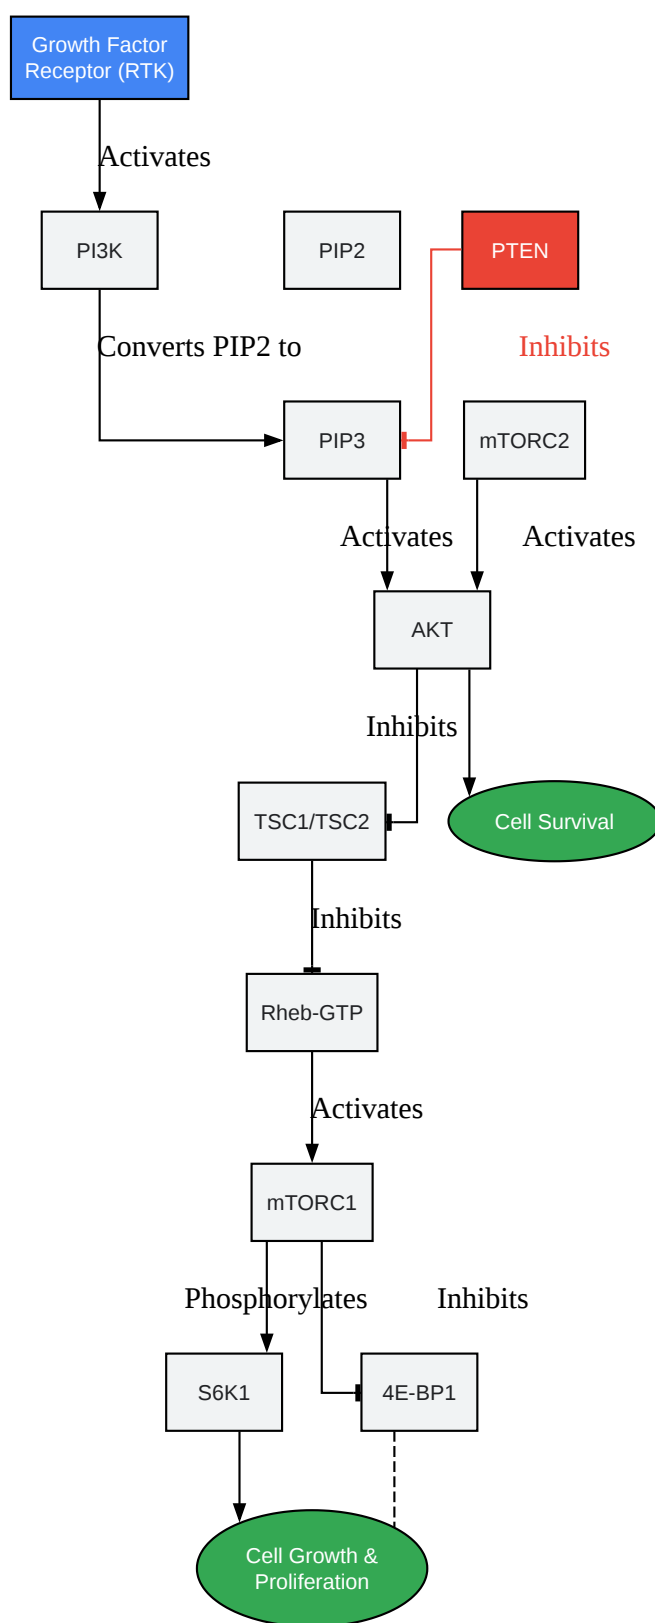 Growth Factor
Receptor (RTK)
Activates
PI3K
PIP2
PTEN
Converts PIP2 to
Inhibits
PIP3
mTORC2
Activates
Activates
AKT
Inhibits
TSC1/TSC2
Cell Survival
Inhibits
Rheb-GTP
Activates
mTORC1
Phosphorylates
Inhibits
S6K1
4E-BP1
Cell Growth &
Proliferation